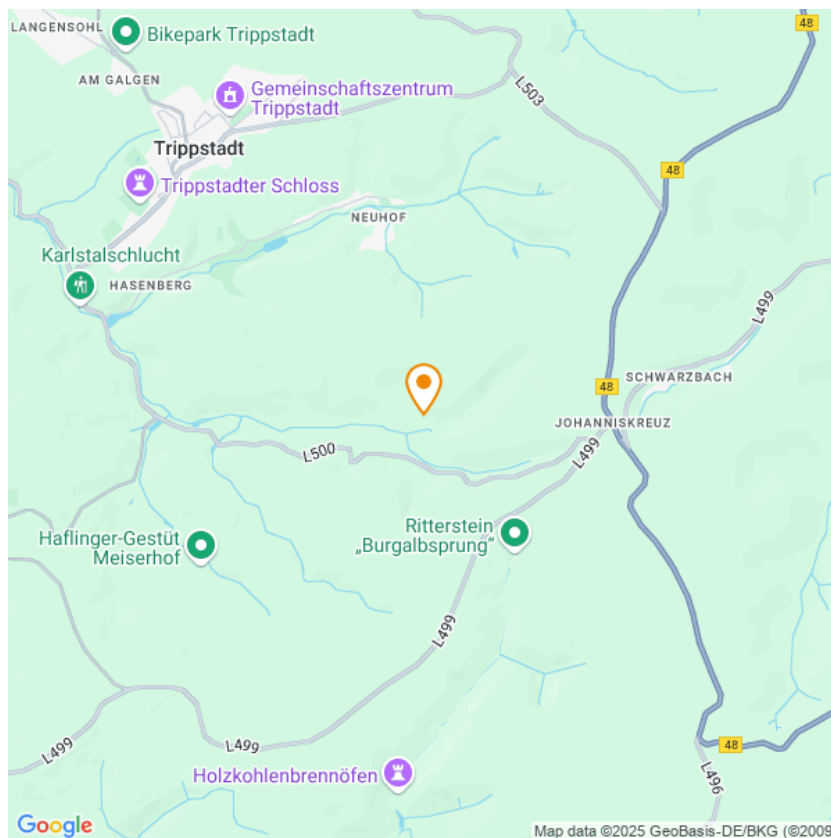 LANGENSOHL
Bikepark Trippstadt
48
AM GALGEN
Gemeinschaftszentrum
Trippstadt
L503
Trippstadt
48
Trippstadter Schloss
NEUHOF
Karlstalschlucht
HASENBERG
L499
SCHWARZBACH
48
JOHANNISKREUZ
L500
L499
Haflinger-Gestüt
Meiserhof
Ritterstein
„Burgalbsprung“
L499
L499
L499
48
Holzkohlenbrennöfen
L496
Google
Map data ©2025 GeoBasis-DE/BKG (©2009